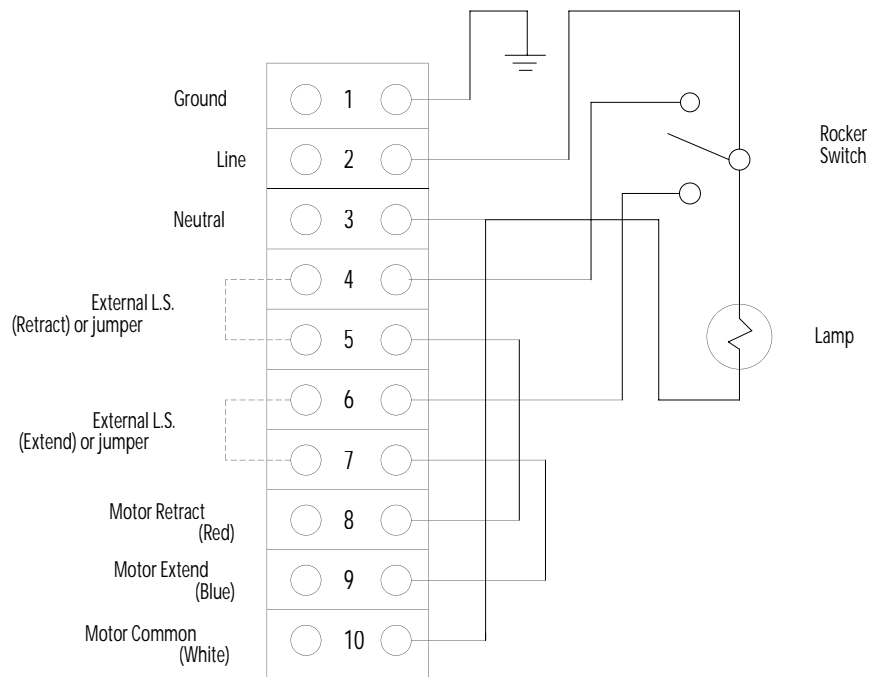 Ground
1
Line
2
Rocker
Switch
Neutral
3
4
External L.S.
(Retract) or jumper
5
Lamp
6
External L.S.
(Extend) or jumper
7
Motor Retract
(Red)
8
Motor Extend
(Blue)
9
Motor Common
(White)
10